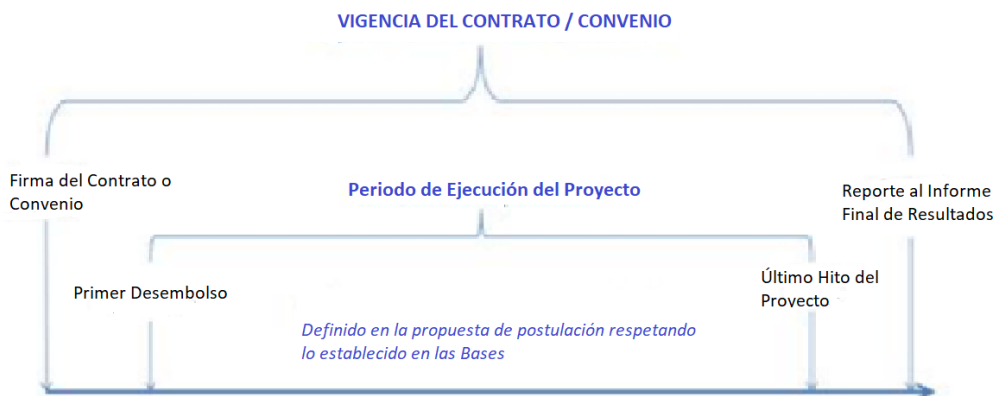 VIGENCIA DEL CONTRATO / CONVENIO
Firma del Contrato o
Convenio
Periodo de Ejecución del Proyecto
Reporte al Informe
Final de Resultados
Primer Desembolso
Último Hito del
Proyecto
Definido en la propuesta de postulación respetando
lo establecido en las Bases